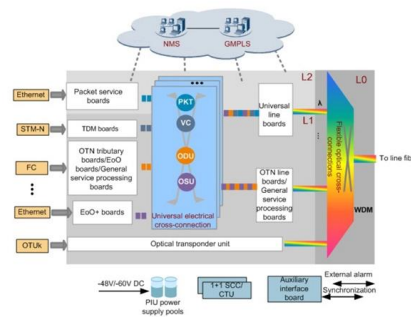 NMS
GMPLS
L2
L0
Ethernet
Packet service
boards
PKT
Universal
line
boards
λ
L1
STM-N
TDM boards
VC
FC
OTN tributary
boards/EoO
boards/General
service processing
boards
ODU
OSU
OTN line
boards/
General
service
processing
boards
Flexible optical cross-
connections
To line fib
Ethernet
EoO+ boards
Universal electrical
cross-connection
WDM
OTUk
Optical transponder unit
-48V/-60V DC
PIU power
supply pools
1+1 SCC/
CTU
Auxiliary
interface
board
External alarm
Synchronization